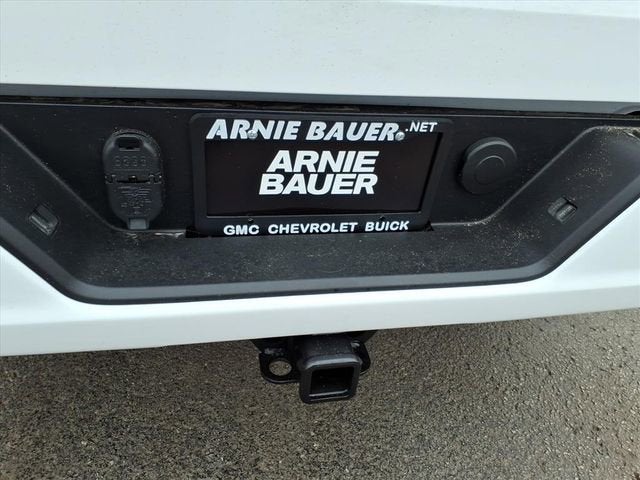 ARNIE BAUER.NET
ARNIE
BAUER
GMC CHEVROLET BUICK